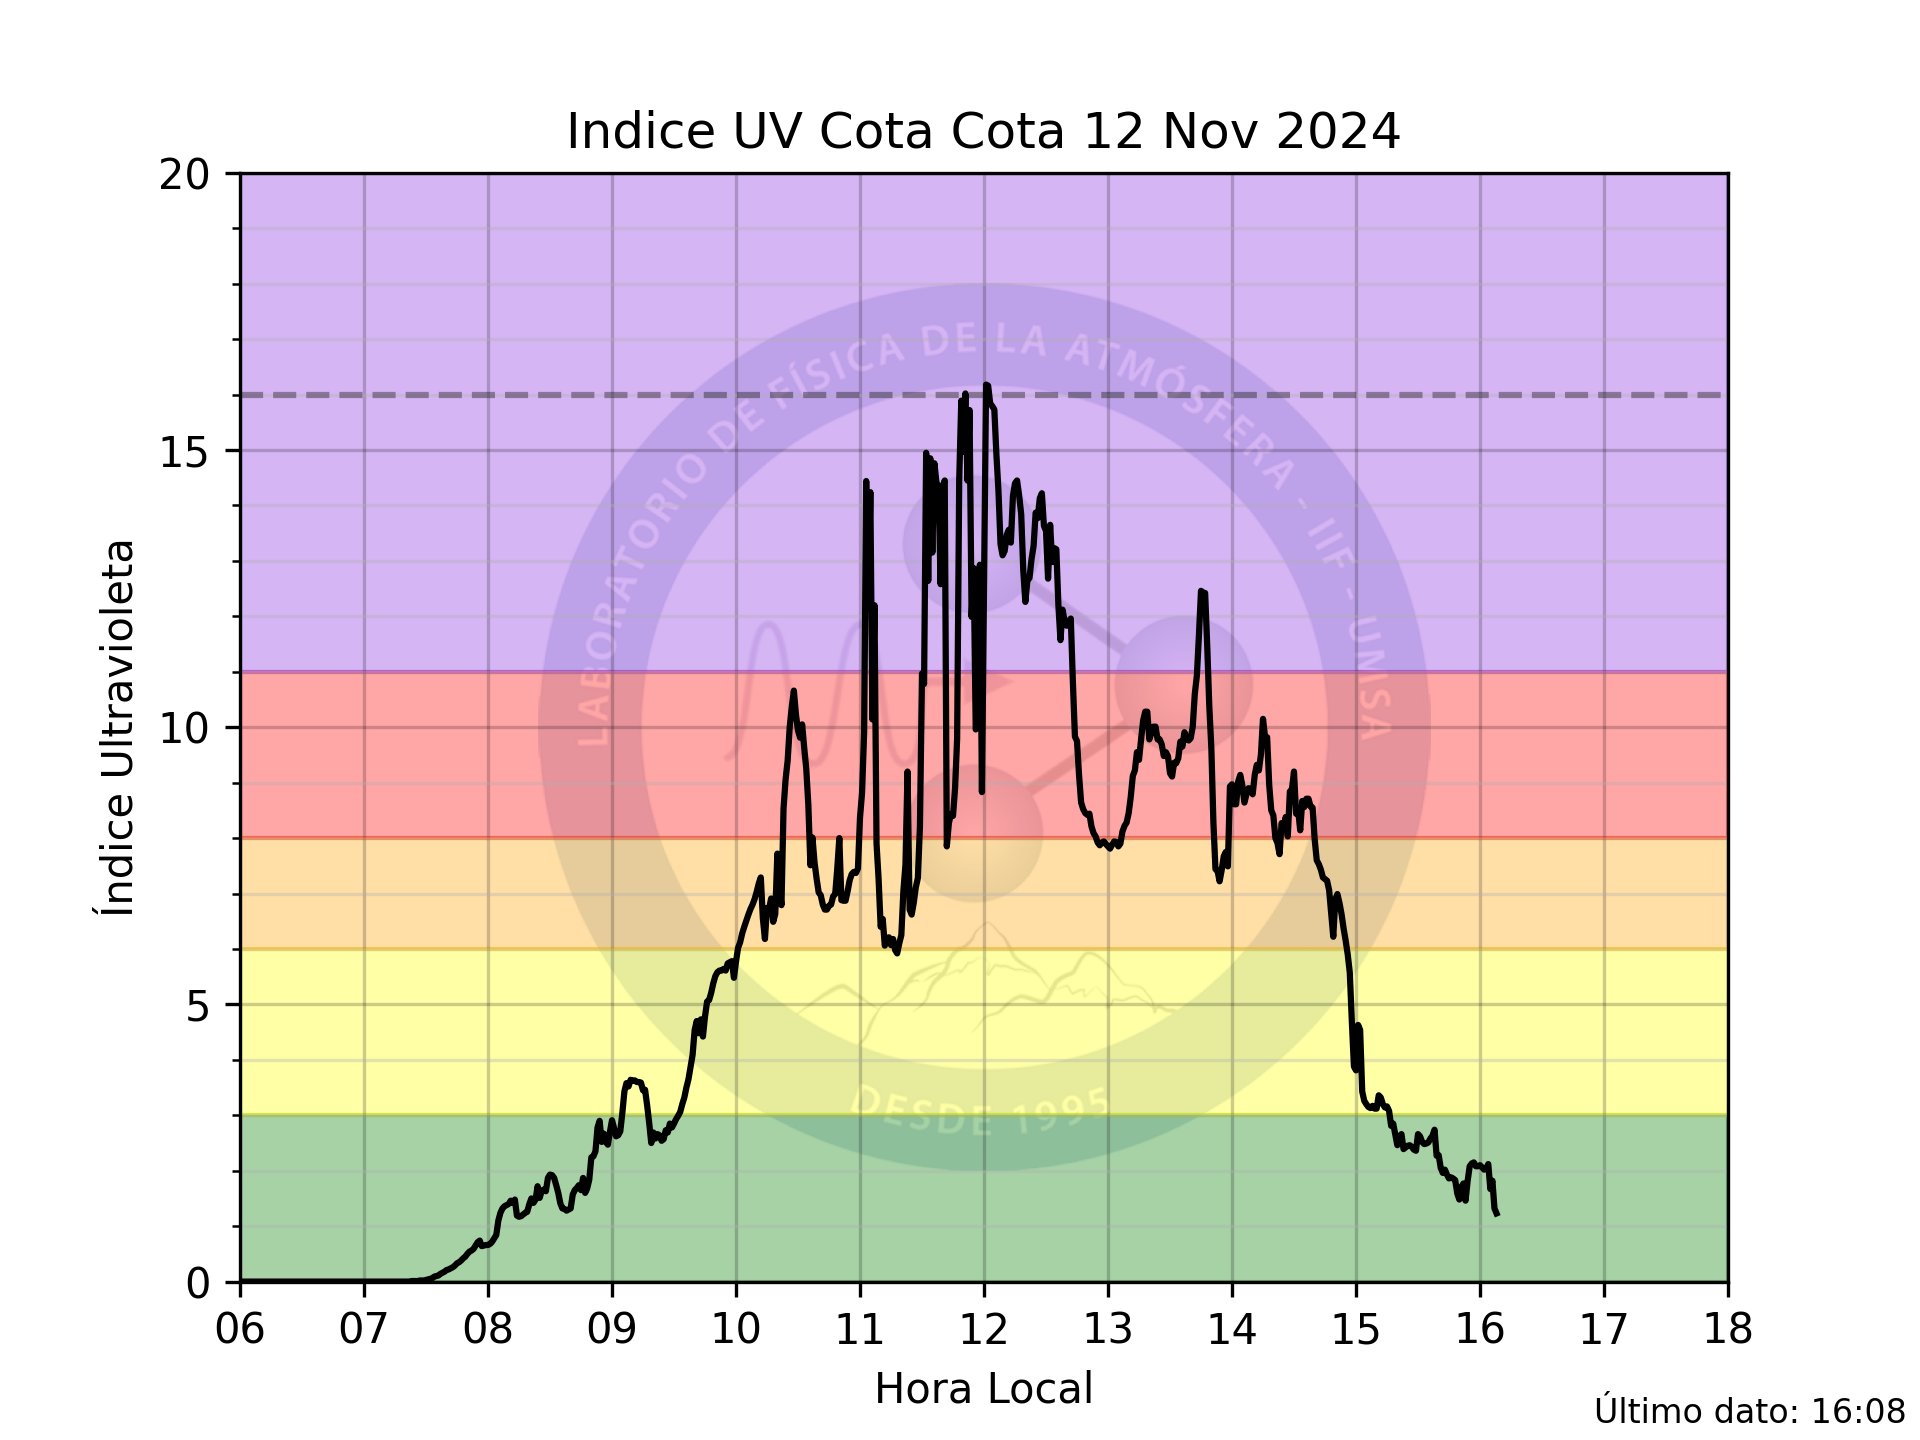 Indice UV Cota Cota 12 Nov 2024
20
15
10
5
0
Índice Ultravioleta
LABORATORIO DE FÍSICA DE LA ATMÓSFERA - IIF - UMSA
DESDE 1995
06 07 08 09 10 11 12 13 14 15 16 17 18
Hora Local
Último dato: 16:08